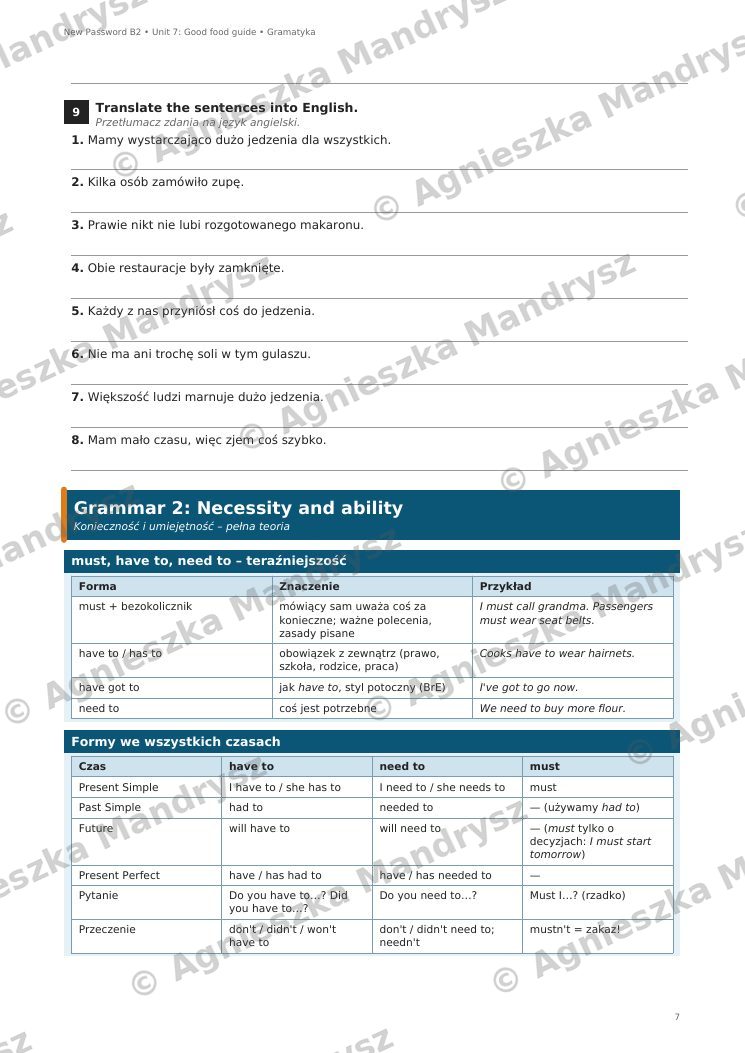 New Password B2 • Unit 7: Good food guide • Gramatyka
9 Translate the sentences into English.
Przetłumacz zdania na język angielski.
1. Mamy wystarczająco dużo jedzenia dla wszystkich.
2. Kilka osób zamówiło zupę.
3. Prawie nikt nie lubi rozgotowanego makaronu.
4. Obie restauracje były zamknięte.
5. Każdy z nas przyniósł coś do jedzenia.
6. Nie ma ani trochę soli w tym gulaszu.
7. Większość ludzi marnuje dużo jedzenia.
8. Mam mało czasu, więc zjem coś szybko.
Grammar 2: Necessity and ability
Konieczność i umiejętność – pełna teoria
must, have to, need to – teraźniejszość
Forma Znaczenie Przykład
must + bezokolicznik mówiący sam uważa coś za I must call grandma. Passengers
konieczne; ważne polecenia, must wear seat belts.
zasady pisane
have to / has to obowiązek z zewnątrz (prawo, Cooks have to wear hairnets.
szkoła, rodzice, praca)
have got to jak have to, styl potoczny (BrE) I've got to go now.
need to coś jest potrzebne We need to buy more flour.
Formy we wszystkich czasach
Czas have to need to must
Present Simple I have to / she has to I need to / she needs to must
Past Simple had to needed to — (używamy had to)
Future will have to will need to — (must tylko o
decyzjach: I must start
tomorrow)
Present Perfect have / has had to have / has needed to —
Pytanie Do you have to…? Did Do you need to…? Must I…? (rzadko)
you have to…?
Przeczenie don't / didn't / won't don't / didn't need to; mustn't = zakaz!
have to needn't
7
© Agnieszka Mandrysz